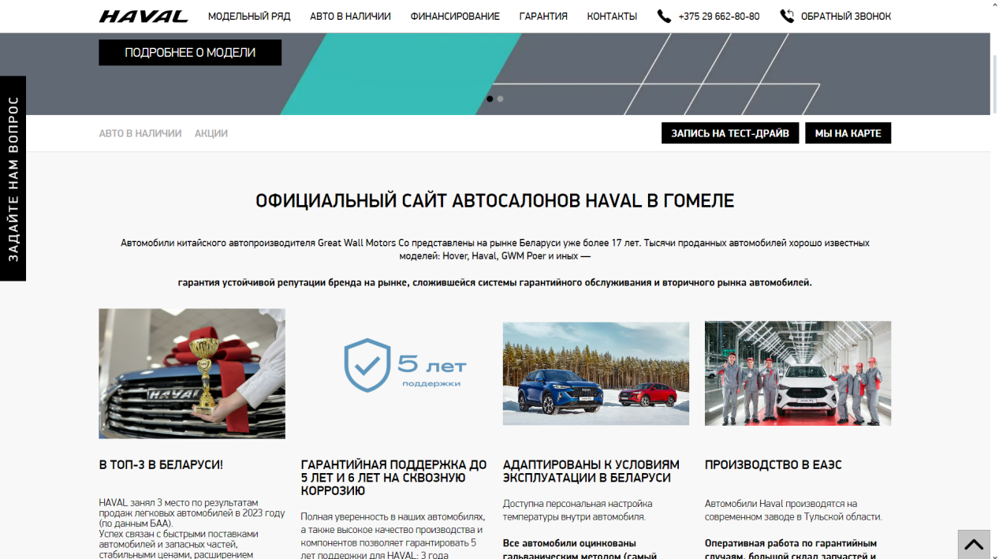 HAVAL МОДЕЛЬНЫЙ РЯД АВТО В НАЛИЧИИ ФИНАНСИРОВАНИЕ ГАРАНТИЯ КОНТАКТЫ +375 29 662-80-80 ОБРАТНЫЙ ЗВОНОК
ПОДРОБНЕЕ О МОДЕЛИ
ЗАДАЙТЕ НАМ ВОПРОС
АВТО В НАЛИЧИИ АКЦИИ ЗАПИСЬ НА ТЕСТ-ДРАЙВ МЫ НА КАРТЕ
ОФИЦИАЛЬНЫЙ САЙТ АВТОСАЛОНОВ HAVAL В ГОМЕЛЕ
Автомобили китайского автопроизводителя Great Wall Motors Co представлены на рынке Беларуси уже более 17 лет. Тысячи проданных автомобилей хорошо известных
моделей: Hover, Haval, GWM Poer и иных —
гарантия устойчивой репутации бренда на рынке, сложившейся системы гарантийного обслуживания и вторичного рынка автомобилей.
HAVAL
5 лет
поддержки
В ТОП-3 В БЕЛАРУСИ!
HAVAL занял 3 место по результатам
продаж легковых автомобилей в 2023 году
(по данным БАА).
Успех связан с быстрыми поставками
автомобилей и запасных частей,
стабильными ценами, расширением
ГАРАНТИЙНАЯ ПОДДЕРЖКА ДО
5 ЛЕТ И 6 ЛЕТ НА СКВОЗНУЮ
КОРРОЗИЮ
Полная уверенность в наших автомобилях,
а также высокое качество производства и
компонентов позволяет гарантировать 5
лет поддержки для HAVAL: 3 года
АДАПТИРОВАНЫ К УСЛОВИЯМ
ЭКСПЛУАТАЦИИ В БЕЛАРУСИ
Доступна персональная настройка
температуры внутри автомобиля.
Все автомобили оцинкованы
гальваническим методом (самый
ПРОИЗВОДСТВО В ЕАЭС
Автомобили Haval производятся на
современном заводе в Тульской области.
Оперативная работа по гарантийным
случаям, большой склад запчастей и